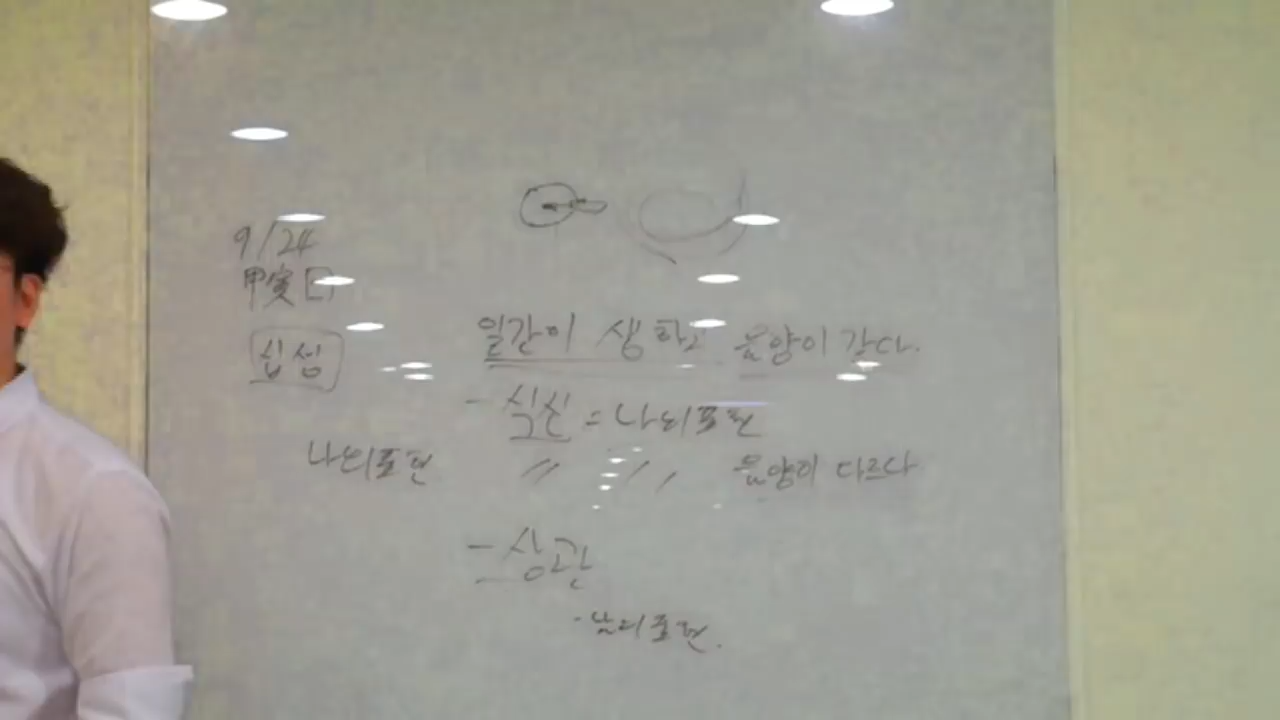 9/24
甲寅日
십성
일간이 생하고 음양이 같다.
- 식신 = 나의표현
나의표현 〃 〃 음양이 다르다
- 상관
· 남의표현.